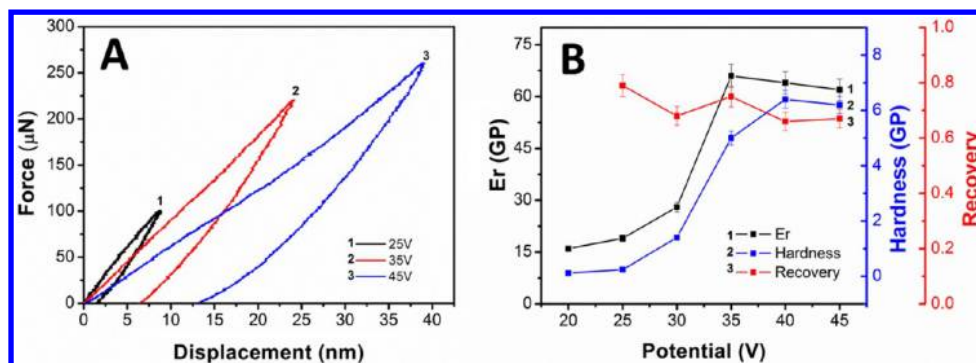 A
Force (µN)
300
250
200
150
100
50
0
0 5 10 15 20 25 30 35 40
Displacement (nm)
1
2
3
1 25V
2 35V
3 45V
B
Er (GP)
75
60
45
30
15
0
20 25 30 35 40 45
Potential (V)
1
2
3
1 Er
2 Hardness
3 Recovery
8
6
4
2
0
Hardness (GP)
1.0
0.8
0.6
0.4
0.2
0.0
Recovery